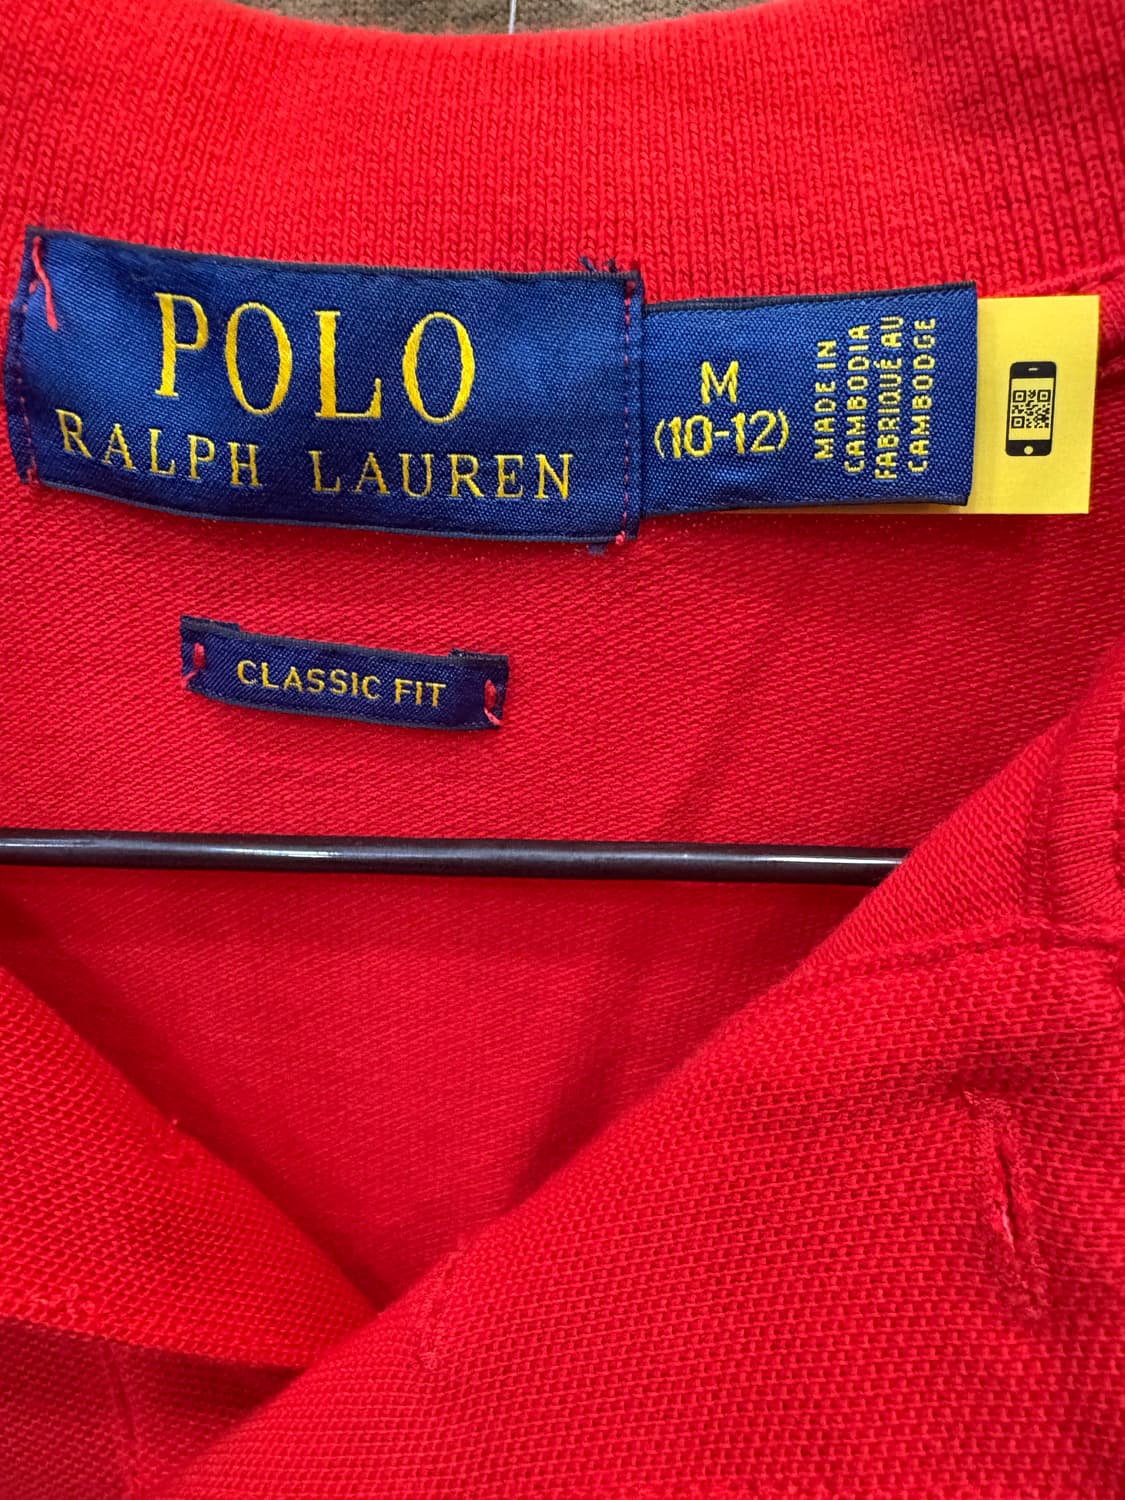 POLO
RALPH LAUREN
M
(10-12)
MADE IN
CAMBODIA
FABRIQUÉ AU
CAMBODGE
CLASSIC FIT